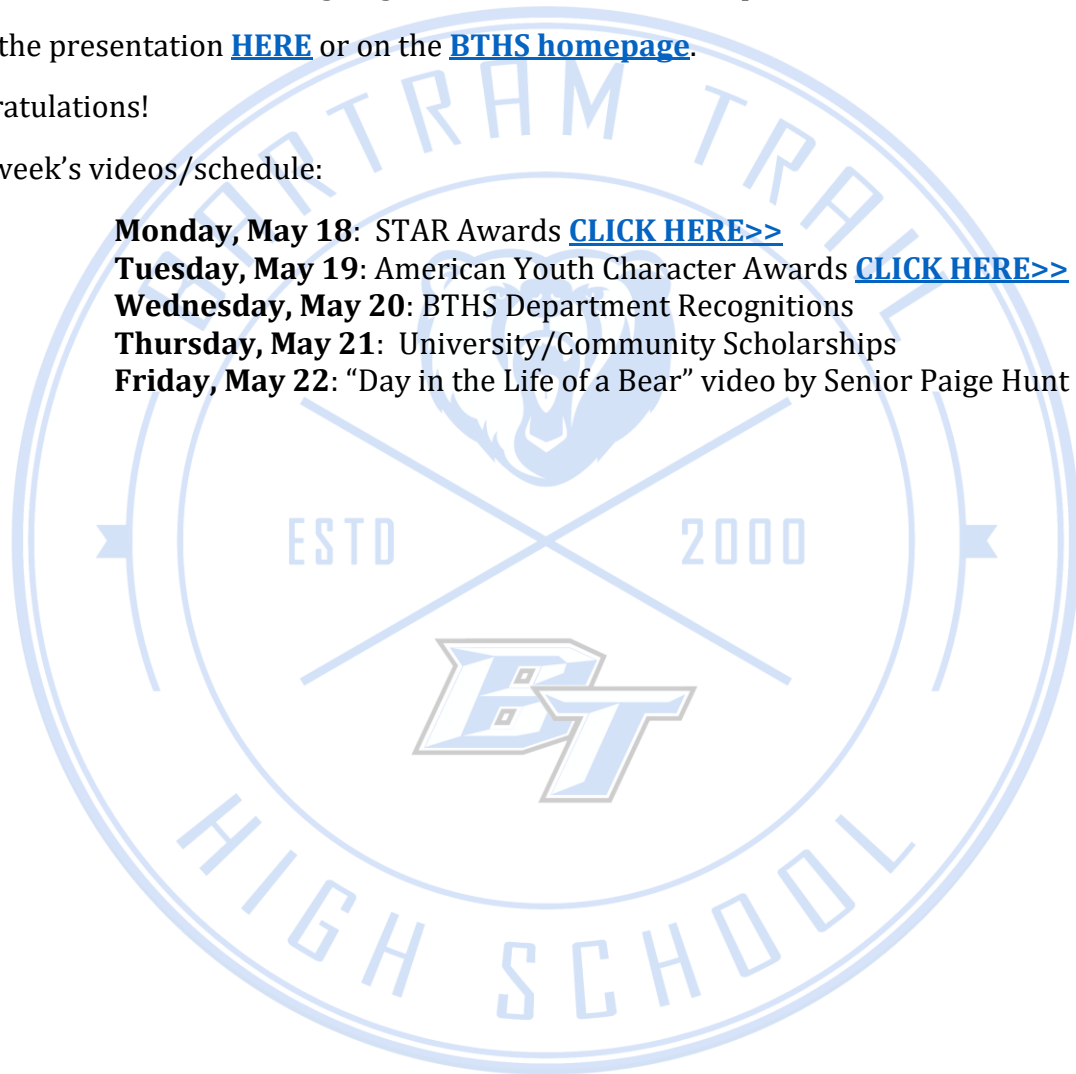 the presentation HERE or on the BTHS homepage.
ratulations!
week's videos/schedule:
Monday, May 18:  STAR Awards CLICK HERE>>
Tuesday, May 19: American Youth Character Awards CLICK HERE>>
Wednesday, May 20: BTHS Department Recognitions
Thursday, May 21:  University/Community Scholarships
Friday, May 22: “Day in the Life of a Bear” video by Senior Paige Hunt
BARTRAM TRAIL
ESTD 2000
BT
HIGH SCHOOL